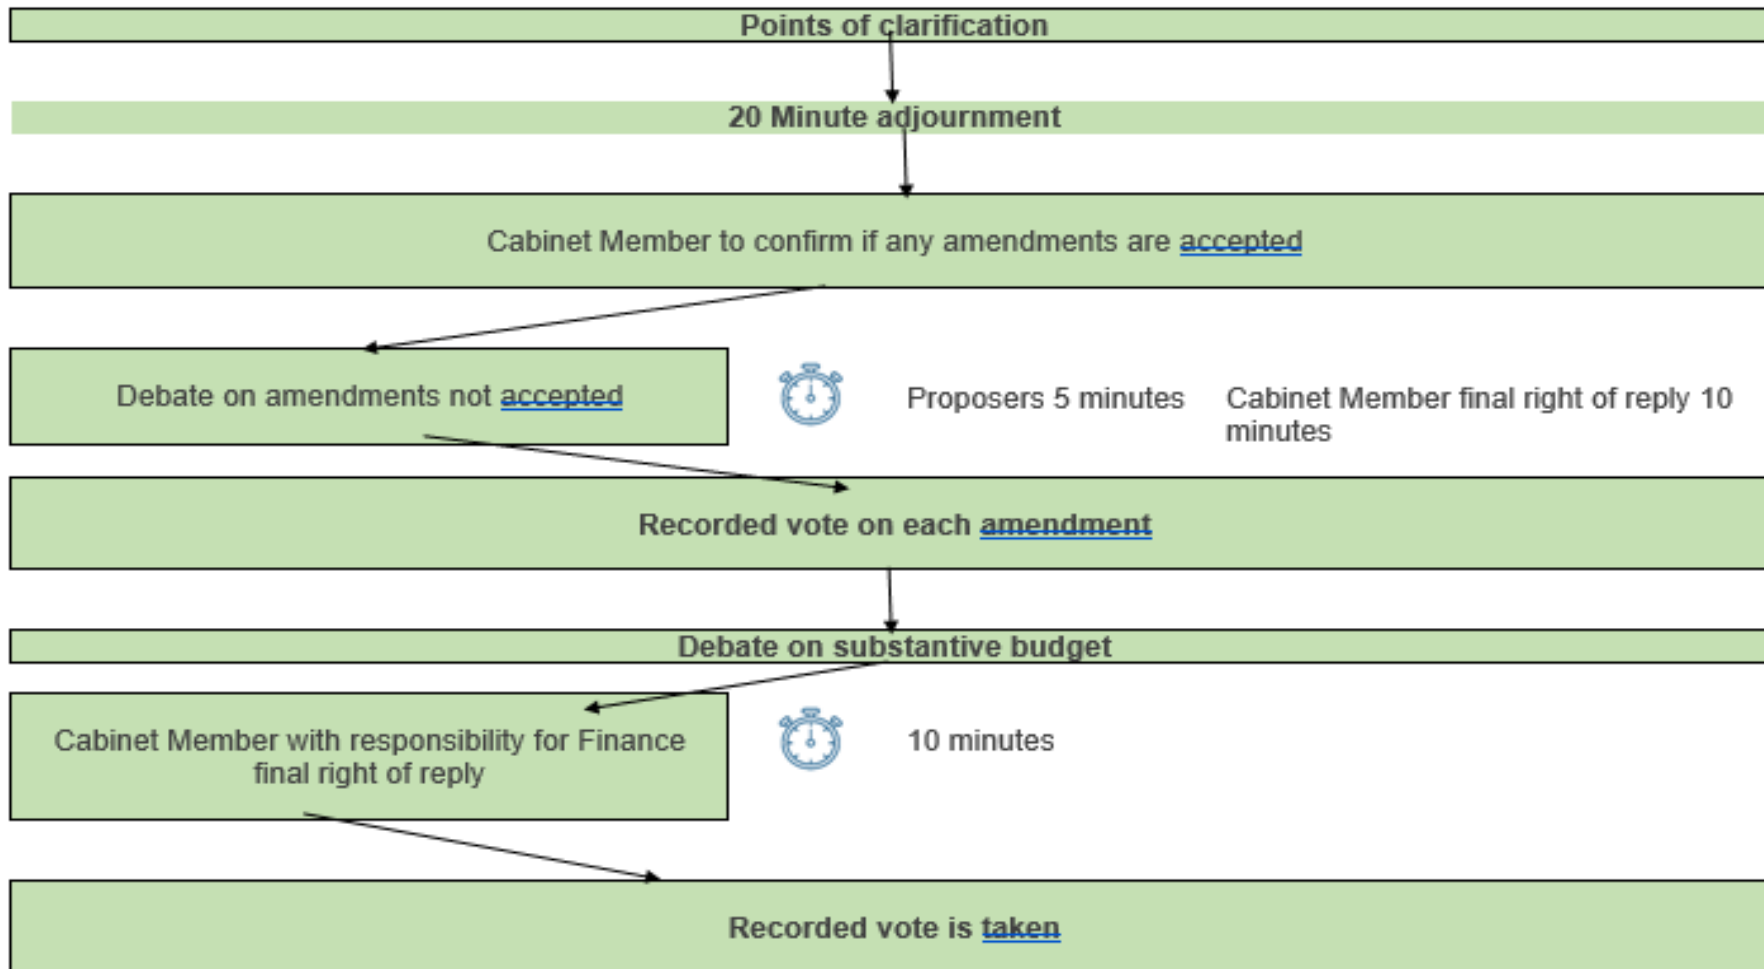 Points of clarification
20 Minute adjournment
Cabinet Member to confirm if any amendments are accepted
Debate on amendments not accepted
Proposers 5 minutes
Cabinet Member final right of reply 10
minutes
Recorded vote on each amendment
Debate on substantive budget
Cabinet Member with responsibility for Finance
final right of reply
10 minutes
Recorded vote is taken